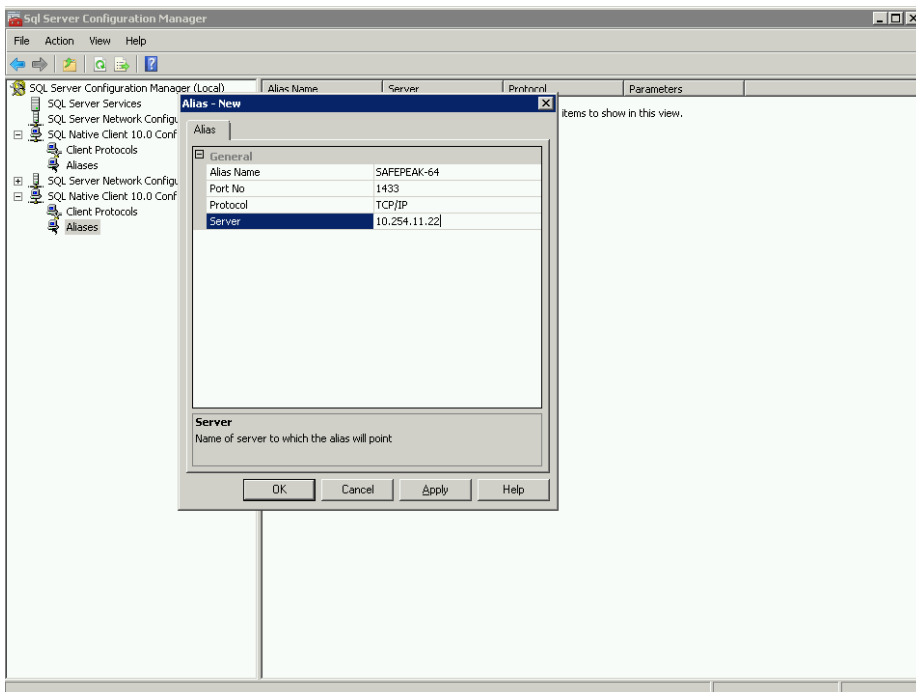 Sql Server Configuration Manager
File Action View Help
SQL Server Configuration Manager (Local)
SQL Server Services
SQL Server Network Configu
SQL Native Client 10.0 Conf
Client Protocols
Aliases
SQL Server Network Configu
SQL Native Client 10.0 Conf
Client Protocols
Aliases
Alias Name Server Protocol Parameters
items to show in this view.
Alias - New
Alias
General
Alias Name SAFEPEAK-64
Port No 1433
Protocol TCP/IP
Server 10.254.11.22
Server
Name of server to which the alias will point
OK Cancel Apply Help